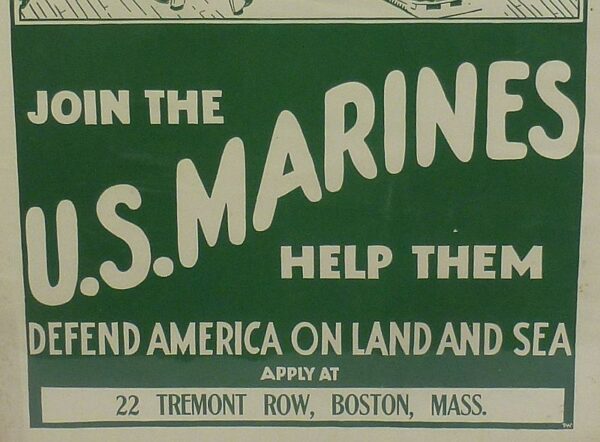 JOIN THE
U.S. MARINES
HELP THEM
DEFEND AMERICA ON LAND AND SEA
APPLY AT
22 TREMONT ROW, BOSTON, MASS.